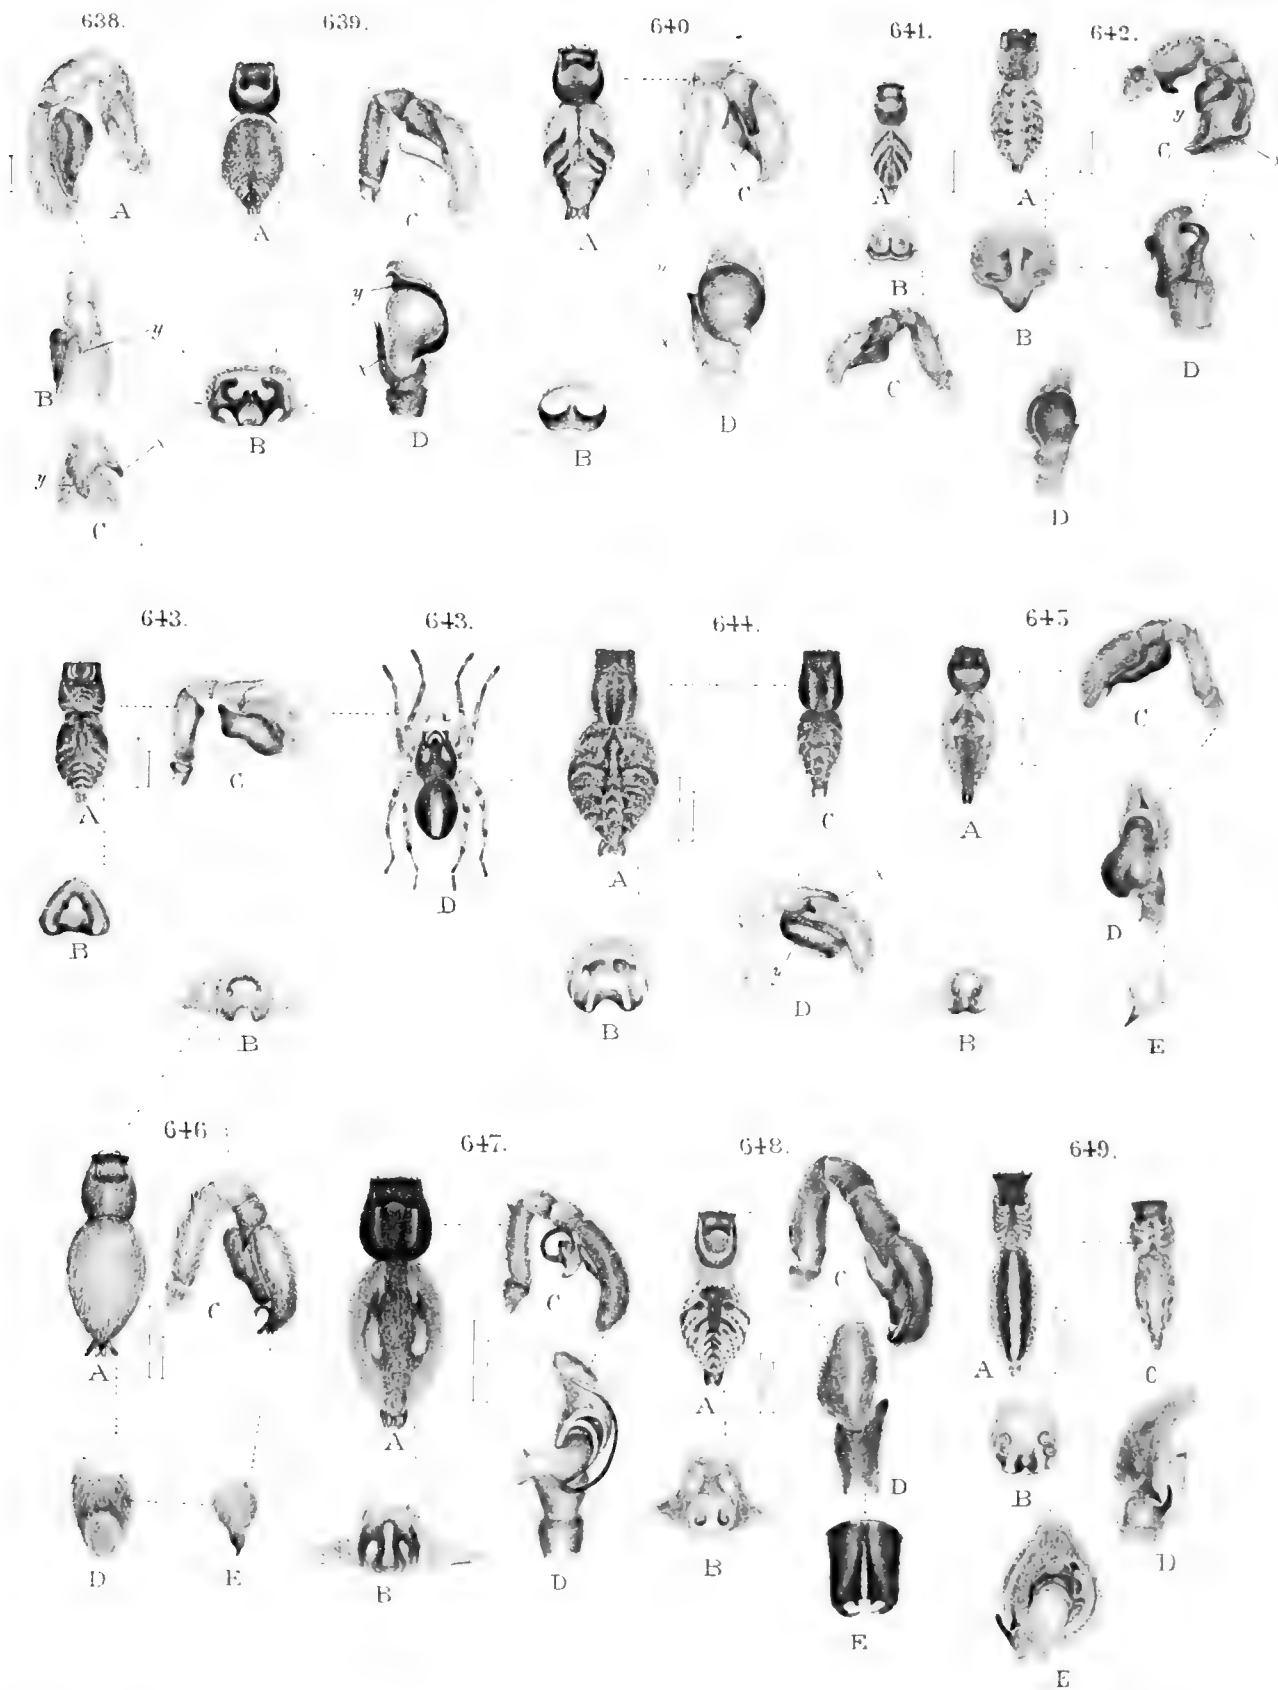 638. 639. 640 641. 642.
A A C A C A A y C
B y B y x D B D B C B D D
y C
643. 643. 644. 645
A C D A C A C
B B B y D B D E
646 647. 648. 649.
A C A C A C A C
D E B D B D B D
E E